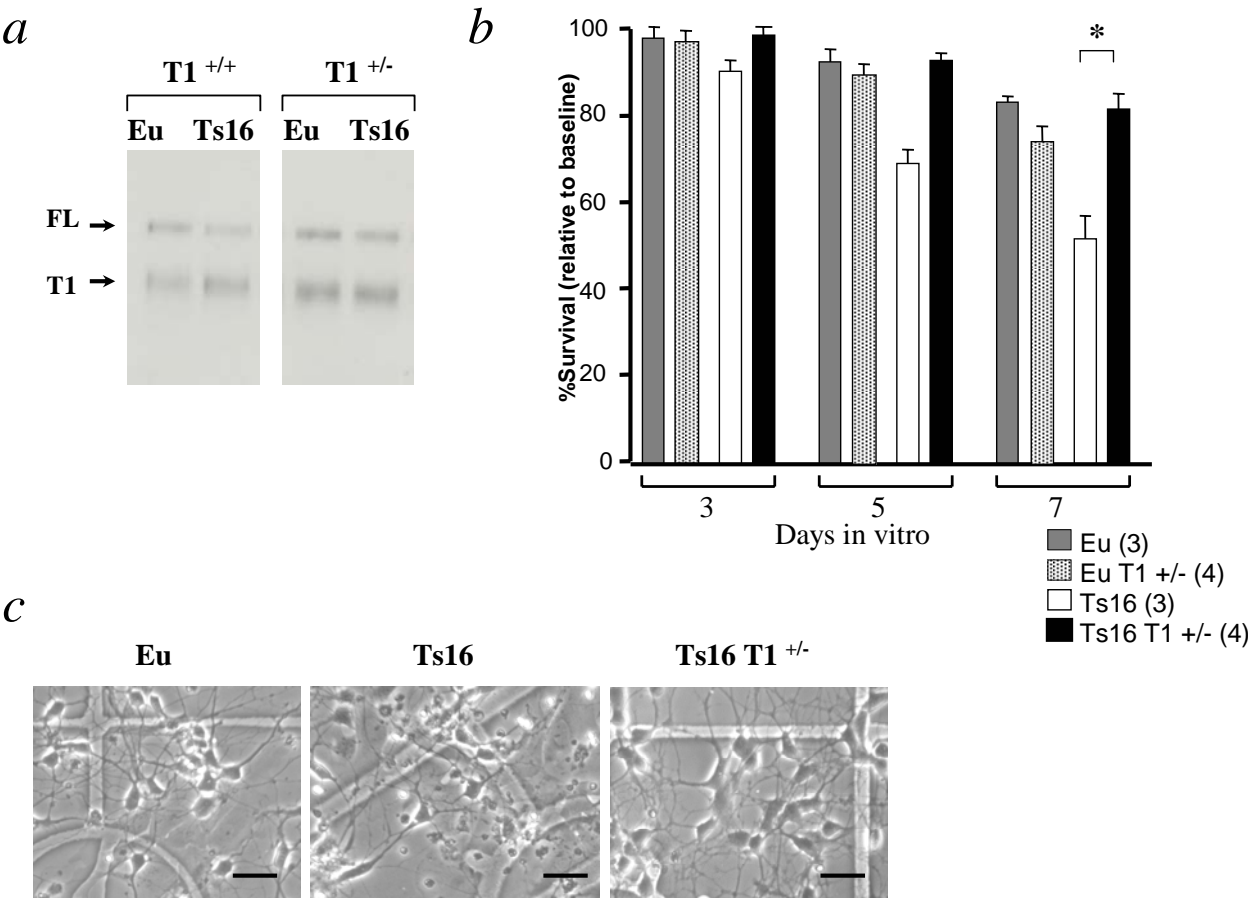 a
T1 +/+
T1 +/-
Eu Ts16 Eu Ts16
FL
T1
b
%Survival (relative to baseline)
100
80
60
40
20
0
*
3 5 7
Days in vitro
Eu (3)
Eu T1 +/- (4)
Ts16 (3)
Ts16 T1 +/- (4)
c
Eu Ts16 Ts16 T1 +/-